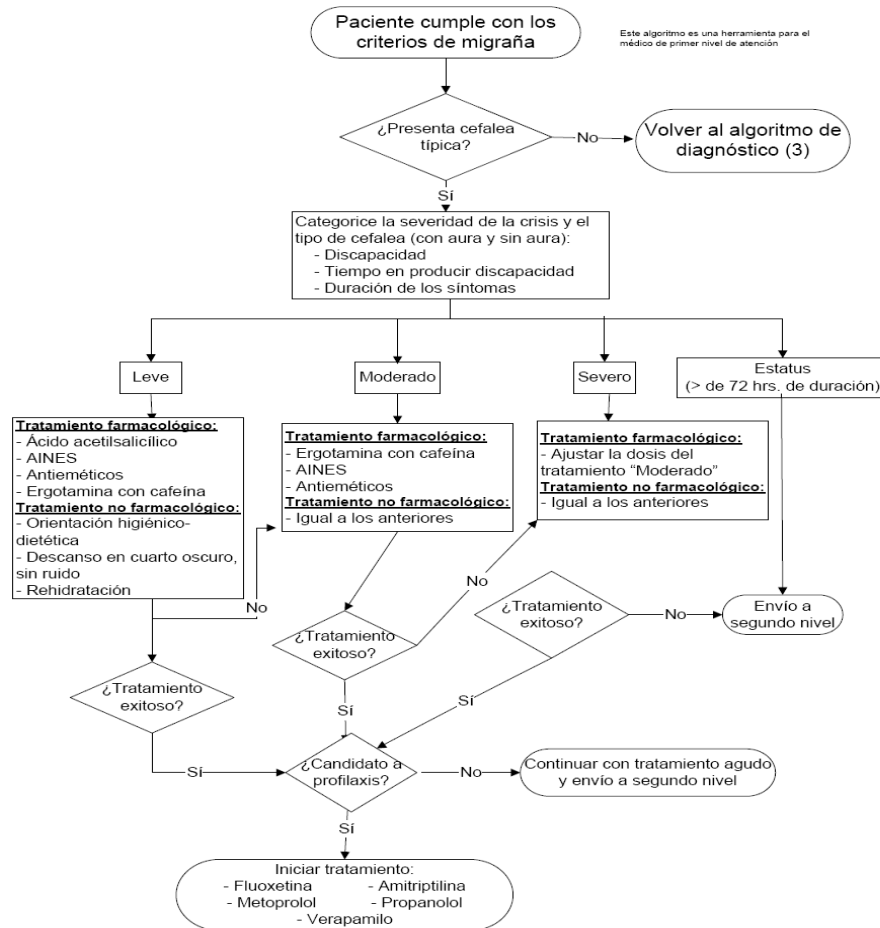 Paciente cumple con los
criterios de migraña
Este algoritmo es una herramienta para el
médico de primer nivel de atención
¿Presenta cefalea
típica?
No
Volver al algoritmo de
diagnóstico (3)
Sí
Categorice la severidad de la crisis y el
tipo de cefalea (con aura y sin aura):
- Discapacidad
- Tiempo en producir discapacidad
- Duración de los síntomas
Leve
Moderado
Severo
Estatus
(> de 72 hrs. de duración)
Tratamiento farmacológico:
- Ácido acetilsalicílico
- AINES
- Antieméticos
- Ergotamina con cafeína
Tratamiento no farmacológico:
- Orientación higiénico-
dietética
- Descanso en cuarto oscuro,
sin ruido
- Rehidratación
Tratamiento farmacológico:
- Ergotamina con cafeína
- AINES
- Antieméticos
Tratamiento no farmacológico:
- Igual a los anteriores
Tratamiento farmacológico:
- Ajustar la dosis del
tratamiento “Moderado”
Tratamiento no farmacológico:
- Igual a los anteriores
No
No
¿Tratamiento
exitoso?
¿Tratamiento
exitoso?
No
Envío a
segundo nivel
¿Tratamiento
exitoso?
Sí
Sí
Sí
¿Candidato a
profilaxis?
No
Continuar con tratamiento agudo
y envío a segundo nivel
Sí
Iniciar tratamiento:
- Fluoxetina - Amitriptilina
- Metoprolol - Propanolol
- Verapamilo